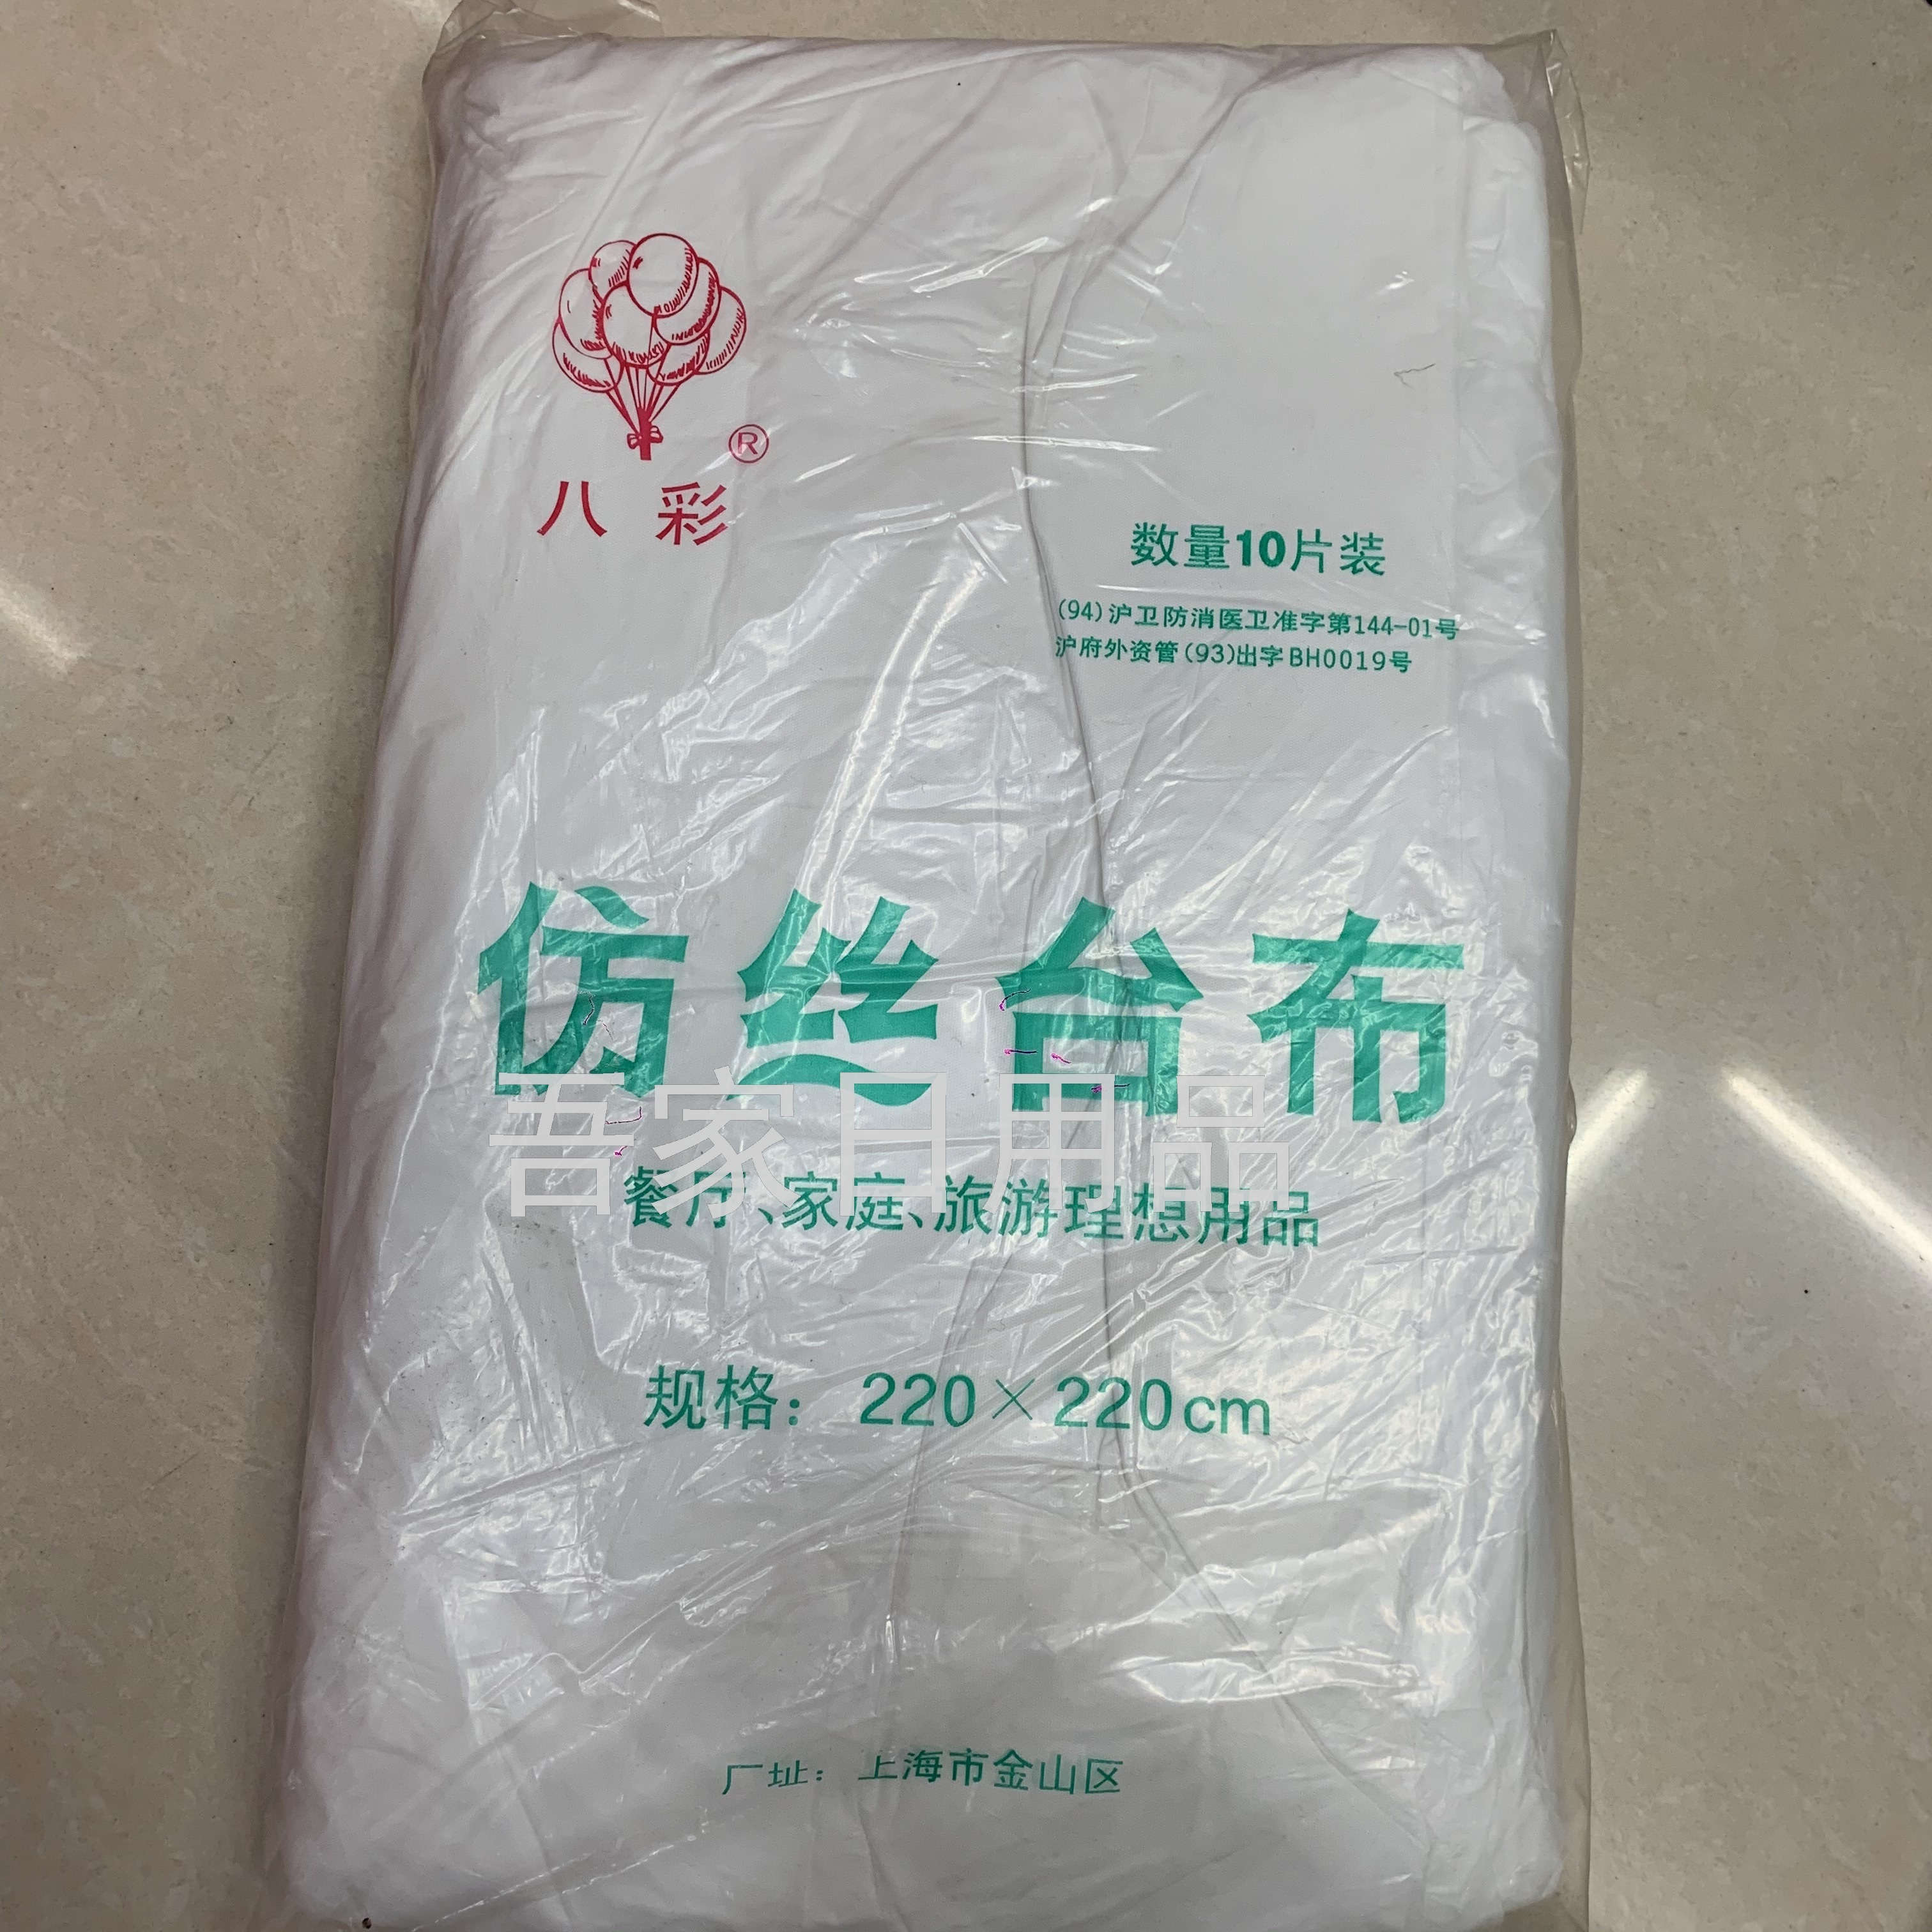 ®
八彩
数量10片装
(94)沪卫防消医卫准字第144-01号
沪府外资管(93)出字BH0019号
仿丝台布
吾家日用品
餐厅、家庭、旅游理想用品
规格：220×220cm
厂址：上海市金山区